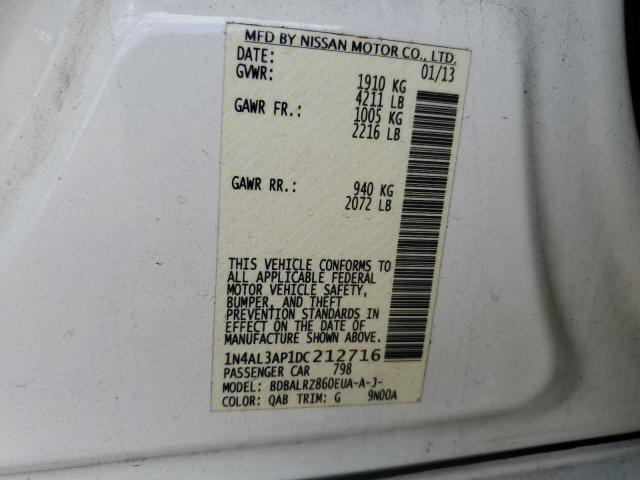 MFD BY NISSAN MOTOR CO., LTD.
DATE: 01/13
GVWR: 1910 KG
4211 LB
GAWR FR.: 1005 KG
2216 LB
GAWR RR.: 940 KG
2072 LB
THIS VEHICLE CONFORMS TO
ALL APPLICABLE FEDERAL
MOTOR VEHICLE SAFETY,
BUMPER, AND THEFT
PREVENTION STANDARDS IN
EFFECT ON THE DATE OF
MANUFACTURE SHOWN ABOVE.
1N4AL3AP1DC212716
PASSENGER CAR 798
MODEL: BDBALRZ860EUA-A-J-
COLOR: QAB TRIM: G 9N00A